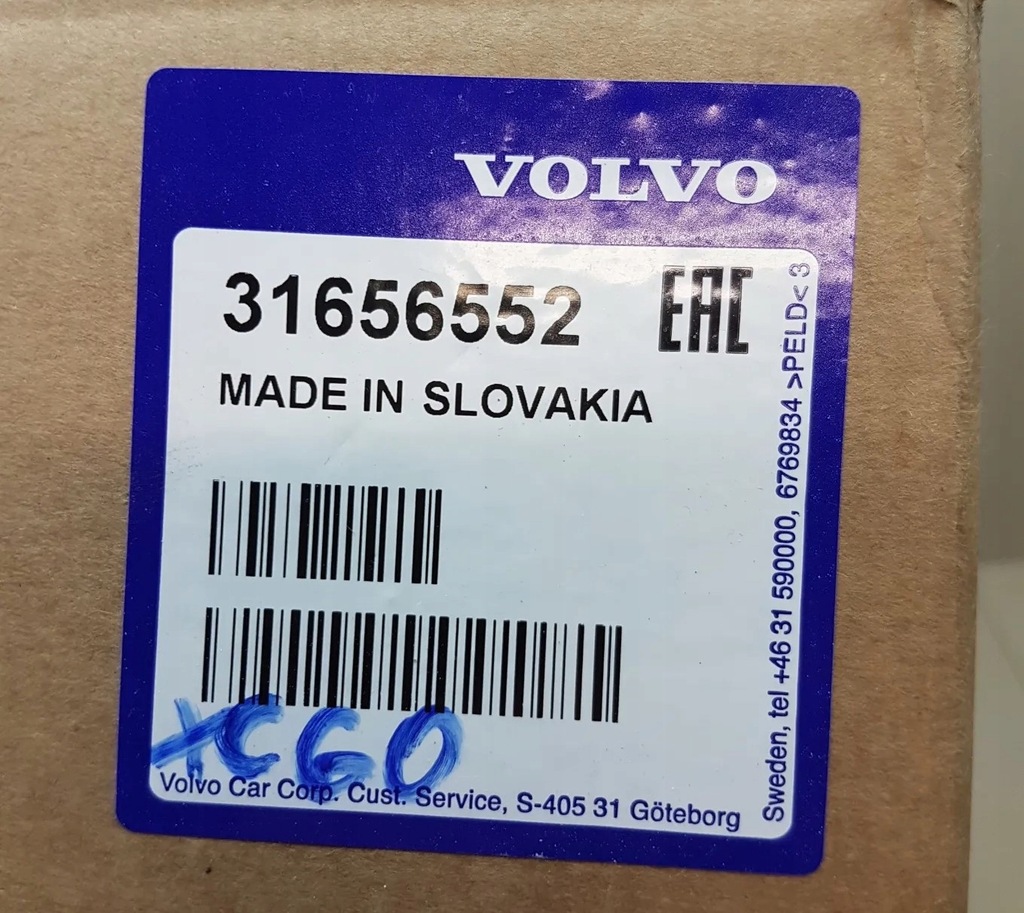 VOLVO
31656552
EAC
MADE IN SLOVAKIA
XC60
Volvo Car Corp. Cust. Service, S-405 31 Göteborg
Sweden, tel +46 31 590000, 6769834 >PELD< 3